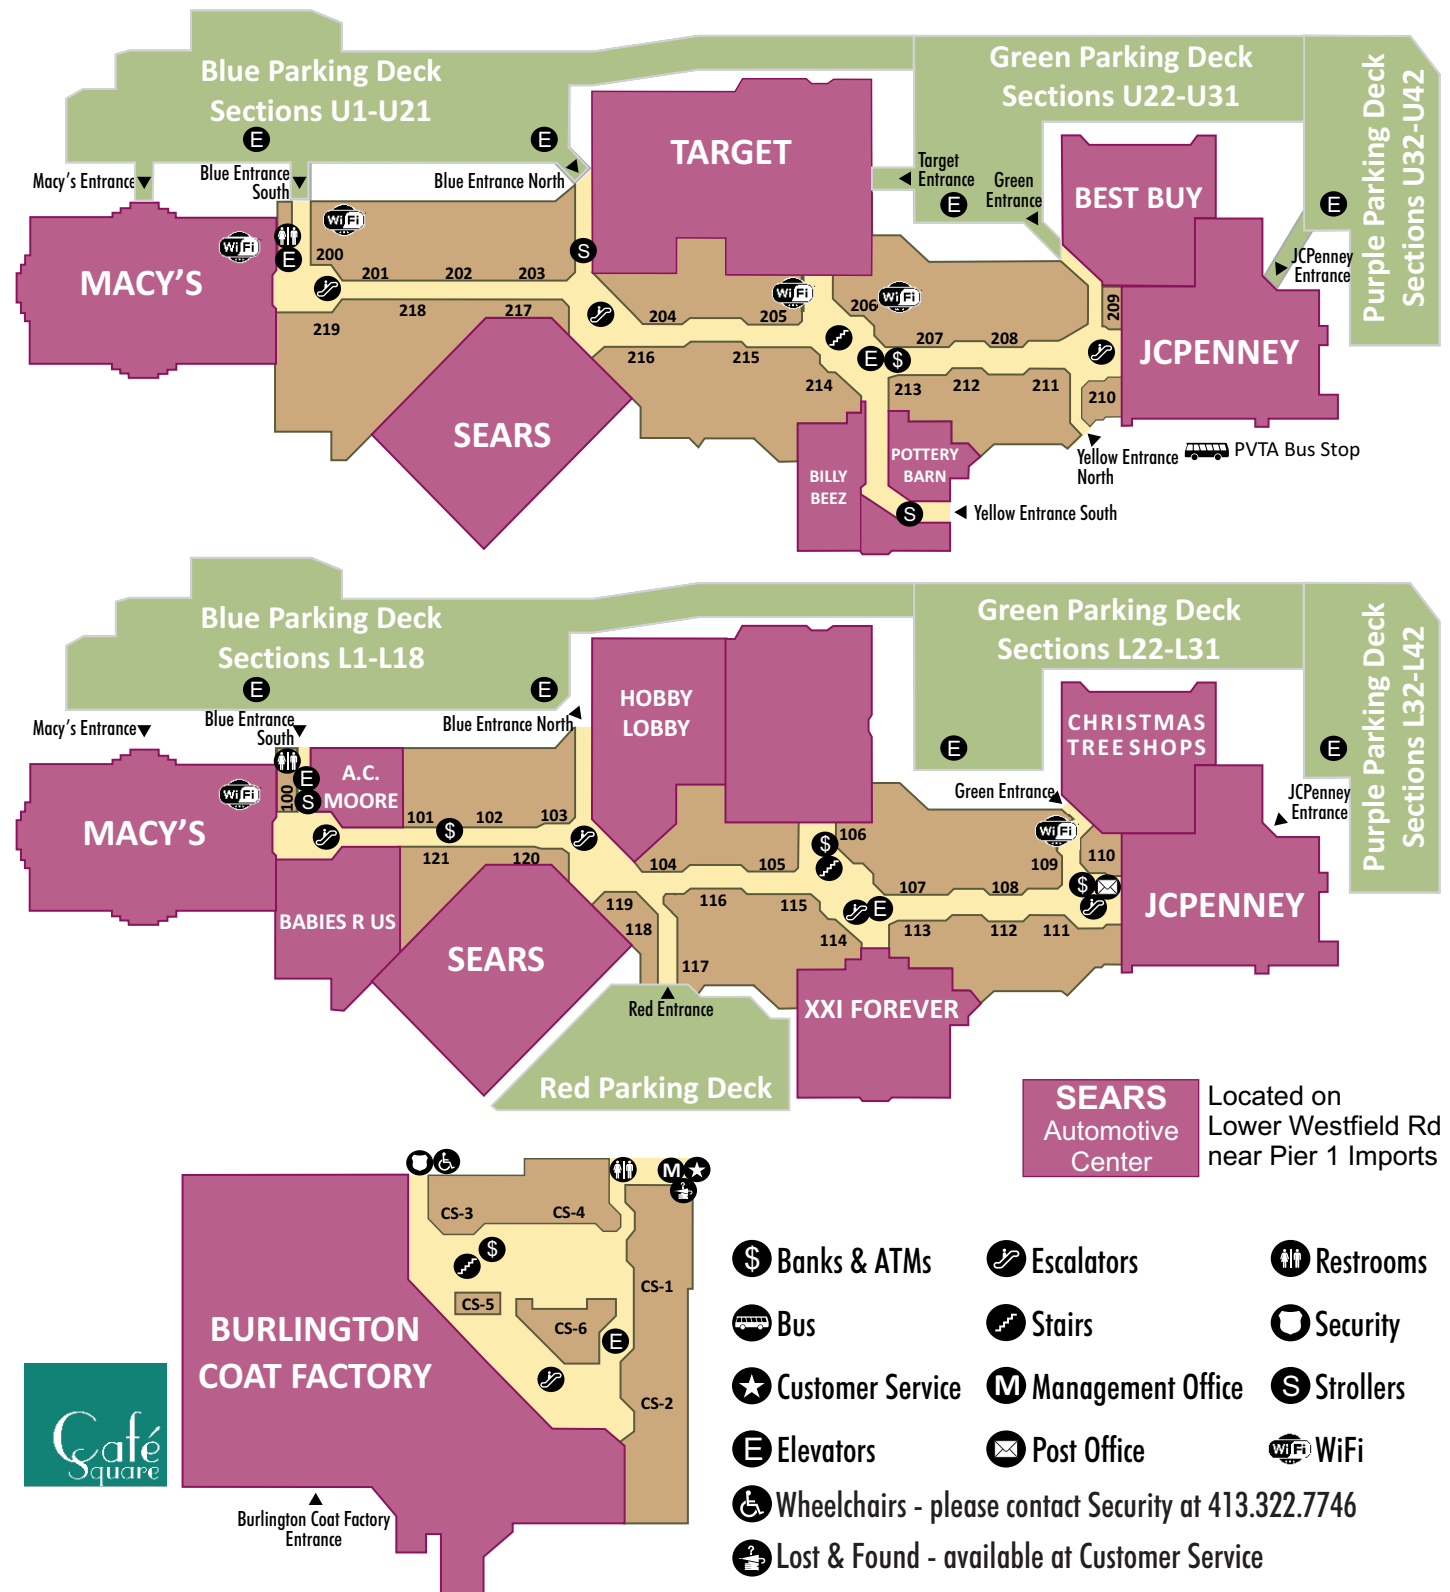 Blue Parking Deck
Sections U1-U21
Green Parking Deck
Sections U22-U31
Purple Parking Deck
Sections U32-U42
E
E
E
E
Macy's Entrance
Blue Entrance
South
Blue Entrance North
Target
Entrance
Green
Entrance
JCPenney
Entrance
TARGET
BEST BUY
MACY'S
JCPENNEY
SEARS
BILLY
BEEZ
POTTERY
BARN
WiFi
WiFi
WiFi
WiFi
E
S
200
201
202
203
204
205
206
207
208
209
219
218
217
216
215
214
E
$
213
212
211
210
S
Yellow Entrance
North
PVTA Bus Stop
Yellow Entrance South
Blue Parking Deck
Sections L1-L18
Green Parking Deck
Sections L22-L31
Purple Parking Deck
Sections L32-L42
E
E
E
E
Macy's Entrance
Blue Entrance
South
Blue Entrance North
Green Entrance
JCPenney
Entrance
HOBBY
LOBBY
CHRISTMAS
TREE SHOPS
MACY'S
A.C.
MOORE
WiFi
WiFi
E
S
100
101
102
103
104
105
106
107
108
109
110
$
$
$
E
121
120
119
118
117
116
115
114
113
112
111
BABIES R US
SEARS
JCPENNEY
XXI FOREVER
Red Entrance
Red Parking Deck
SEARS
Automotive
Center
Located on
Lower Westfield Rd
near Pier 1 Imports
M
CS-3
CS-4
$
CS-1
CS-5
CS-6
E
CS-2
BURLINGTON
COAT FACTORY
Café
Square
Burlington Coat Factory
Entrance
$ Banks & ATMs
Escalators
Restrooms
Bus
Stairs
Security
Customer Service
M Management Office
S Strollers
E Elevators
Post Office
WiFi WiFi
Wheelchairs - please contact Security at 413.322.7746
? Lost & Found - available at Customer Service